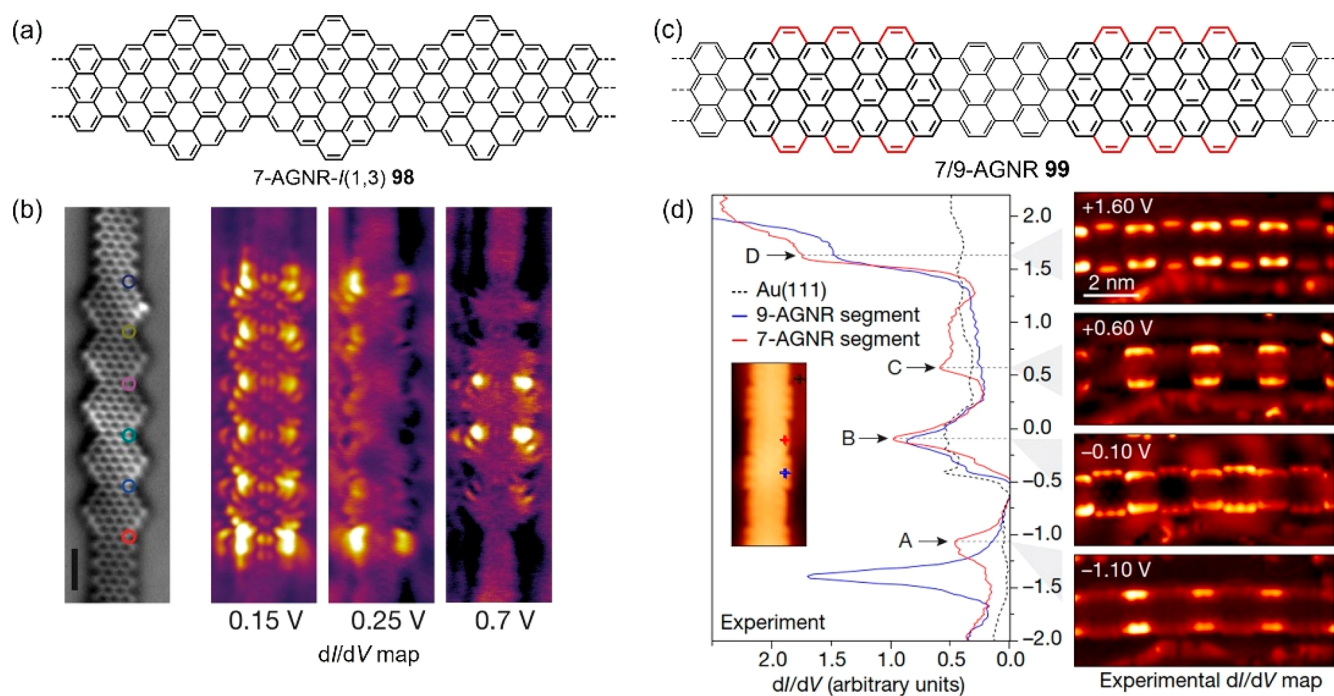 (a)
7-AGNR-I(1,3) 98
(b)
0.15 V
0.25 V
0.7 V
dI/dV map
(c)
7/9-AGNR 99
(d)
D
Au(111)
9-AGNR segment
7-AGNR segment
C
B
A
Experiment
2.0
1.5
1.0
0.5
0.0
−0.5
−1.0
−1.5
−2.0
2.0
1.5
1.0
0.5
0.0
dI/dV (arbitrary units)
+1.60 V
2 nm
+0.60 V
−0.10 V
−1.10 V
Experimental dI/dV map